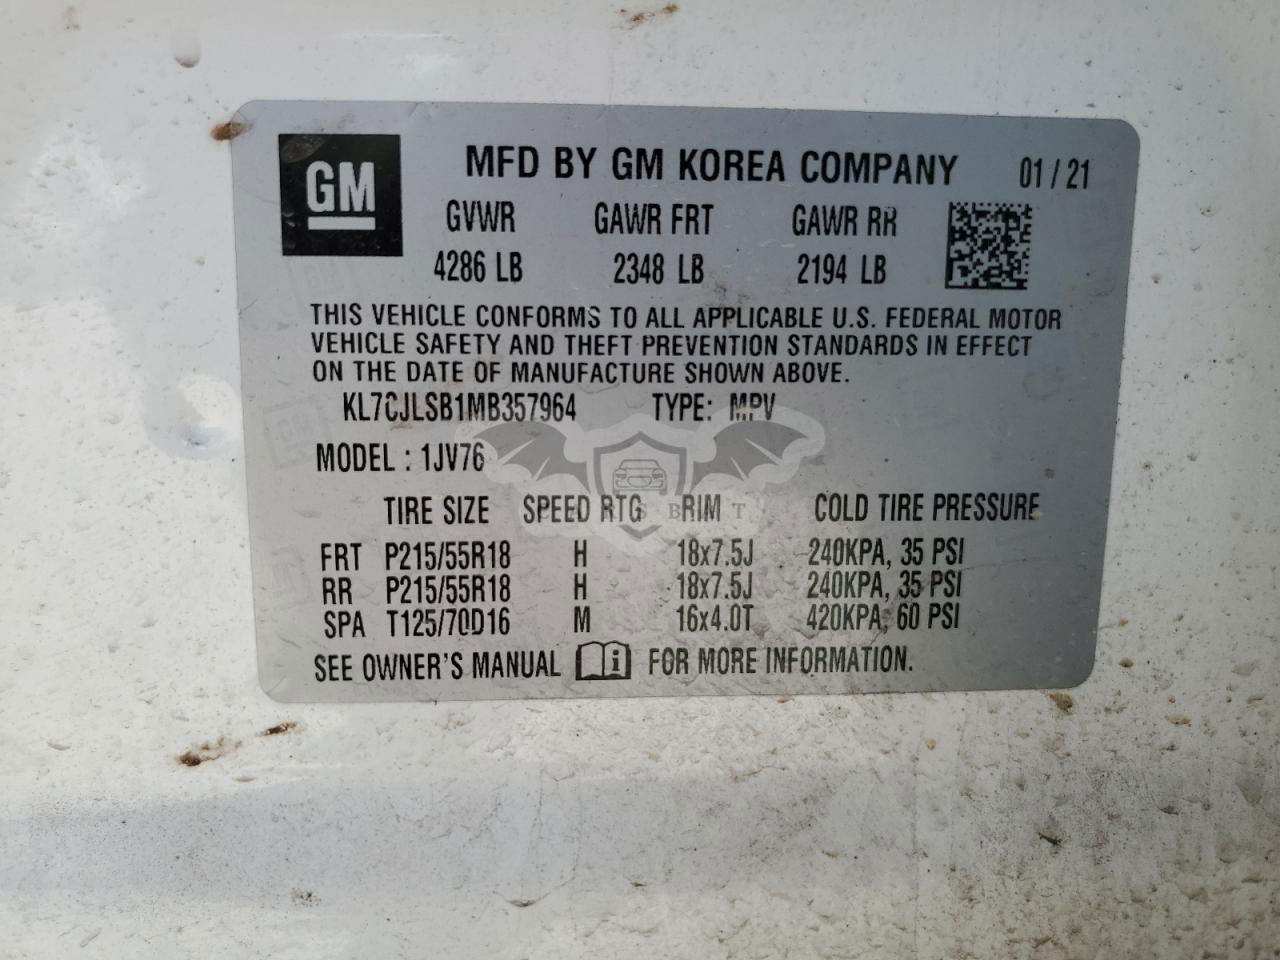 GM MFD BY GM KOREA COMPANY 01 / 21
GVWR GAWR FRT GAWR RR
4286 LB 2348 LB 2194 LB
THIS VEHICLE CONFORMS TO ALL APPLICABLE U.S. FEDERAL MOTOR
VEHICLE SAFETY AND THEFT PREVENTION STANDARDS IN EFFECT
ON THE DATE OF MANUFACTURE SHOWN ABOVE.
KL7CJLSB1MB357964 TYPE: MPV
MODEL : 1JV76
TIRE SIZE SPEED RTG RIM COLD TIRE PRESSURE
S B T
FRT P215/55R18 H 18x7.5J 240KPA, 35 PSI
RR P215/55R18 H 18x7.5J 240KPA, 35 PSI
SPA T125/70D16 M 16x4.0T 420KPA, 60 PSI
SEE OWNER'S MANUAL i FOR MORE INFORMATION.